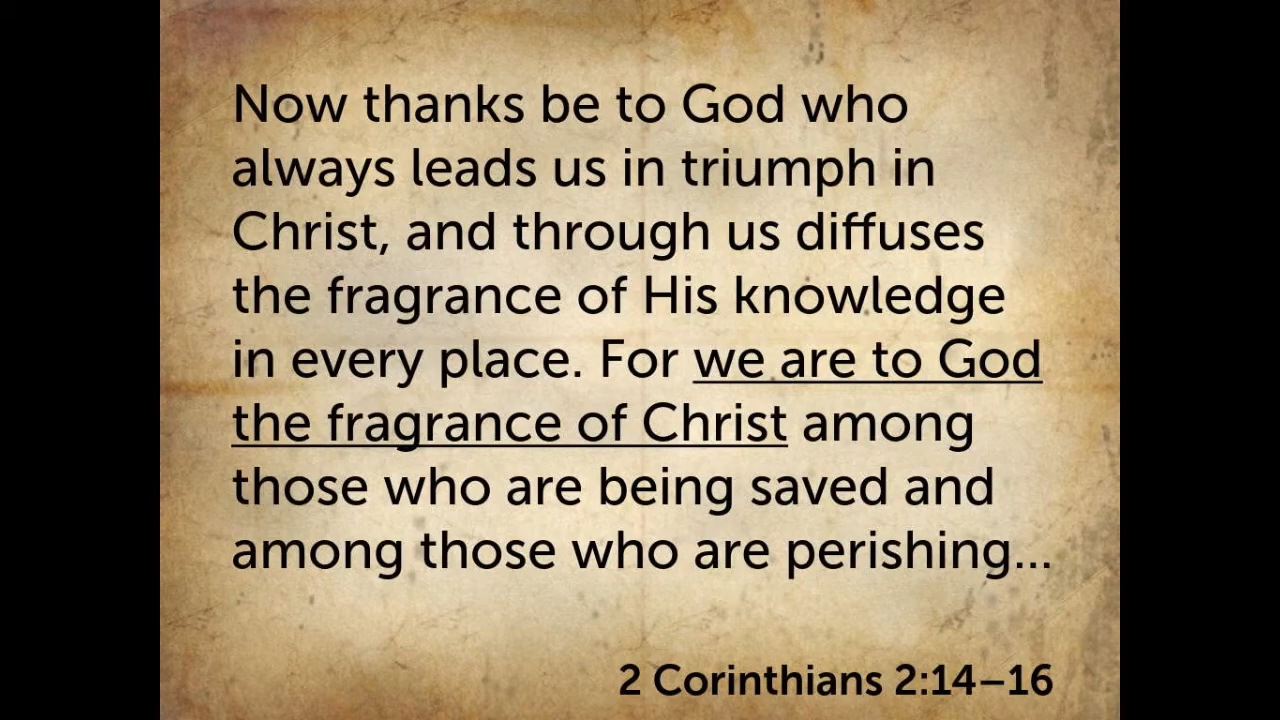 Now thanks be to God who
always leads us in triumph in
Christ, and through us diffuses
the fragrance of His knowledge
in every place. For we are to God
the fragrance of Christ among
those who are being saved and
among those who are perishing...
2 Corinthians 2:14–16